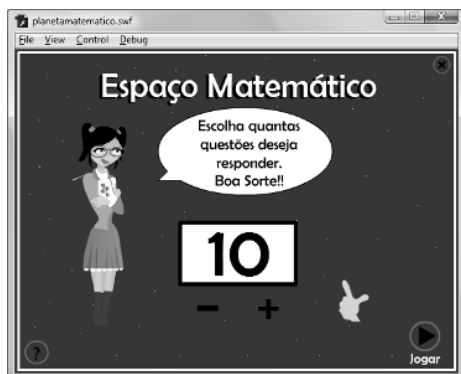 planetamatematico.swf
File View Control Debug
Espaço Matemático
Escolha quantas
questões deseja
responder.
Boa Sorte!!
10
- +
?
Jogar